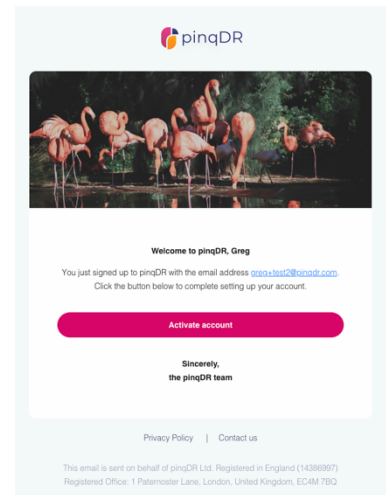 pinqDR
Welcome to pinqDR, Greg
You just signed up to pinqDR with the email address greg+test2@pinqdr.com.
Click the button below to complete setting up your account.
Activate account
Sincerely,
the pinqDR team
Privacy Policy | Contact us
This email is sent on behalf of pinqDR Ltd. Registered in England (14386997)
Registered Office: 1 Paternoster Lane, London, United Kingdom, EC4M 7BQ